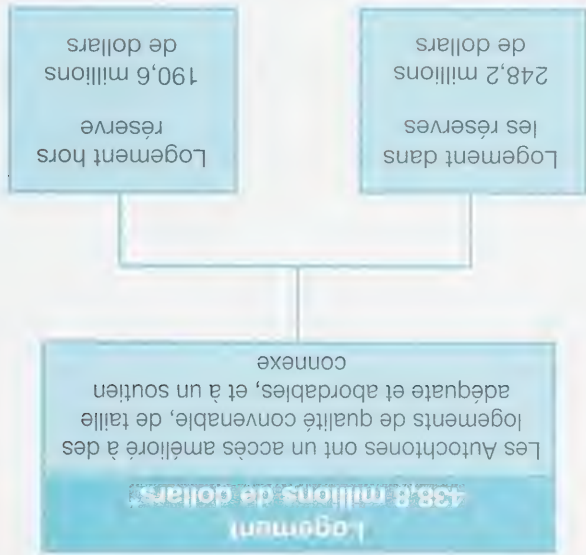 Logement
438,8 millions de dollars*
Les Autochtones ont un accès amélioré à des
logements de qualité convenable, de taille
adéquate et abordables, et à un soutien
connexe
Logement dans
les réserves
248,2 millions
de dollars
Logement hors
réserve
190,6 millions
de dollars